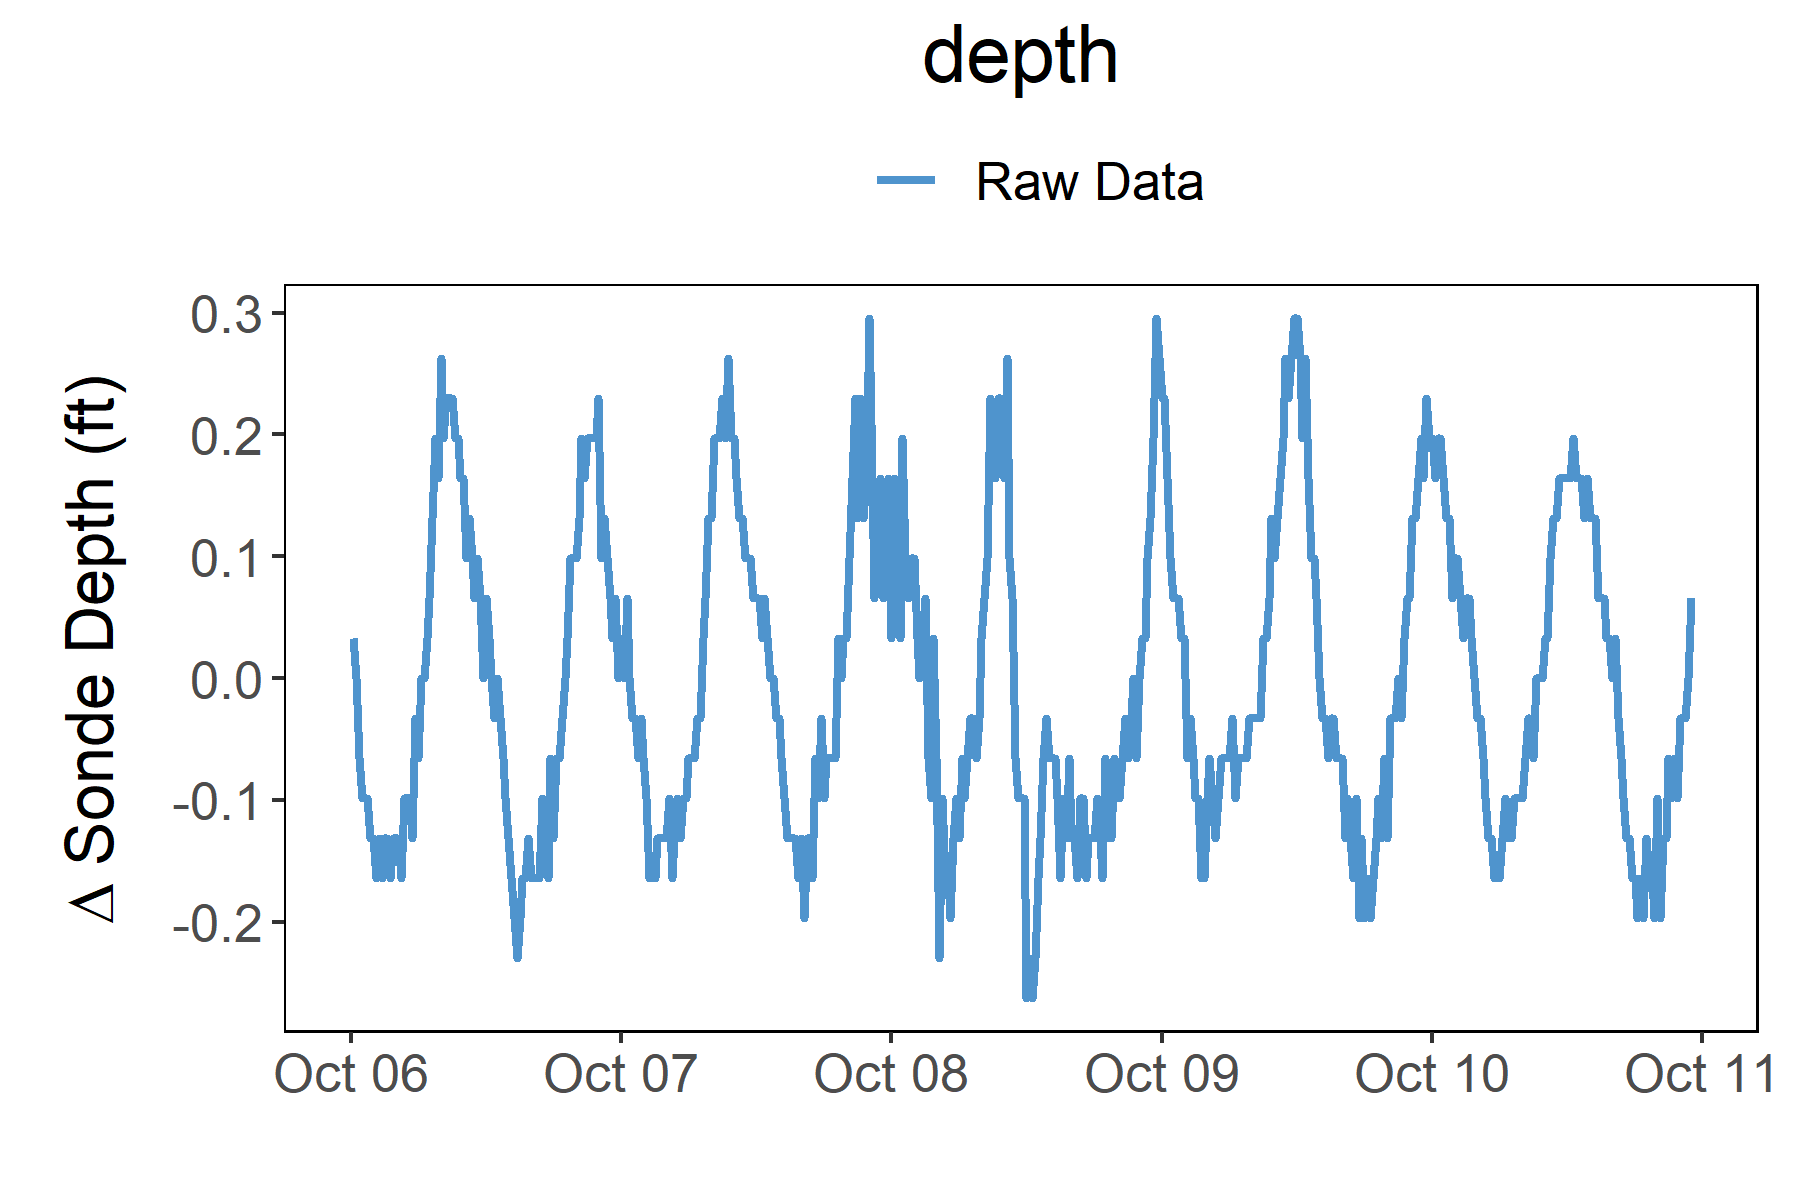 depth
Raw Data
Δ Sonde Depth (ft)
0.3
0.2
0.1
0.0
-0.1
-0.2
Oct 06 Oct 07 Oct 08 Oct 09 Oct 10 Oct 11